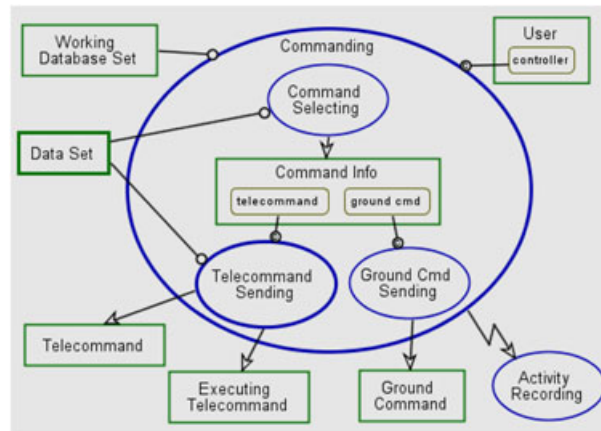 Working
Database Set
Commanding
User
controller
Command
Selecting
Data Set
Command Info
telecommand
ground cmd
Telecommand
Sending
Ground Cmd
Sending
Telecommand
Executing
Telecommand
Ground
Command
Activity
Recording